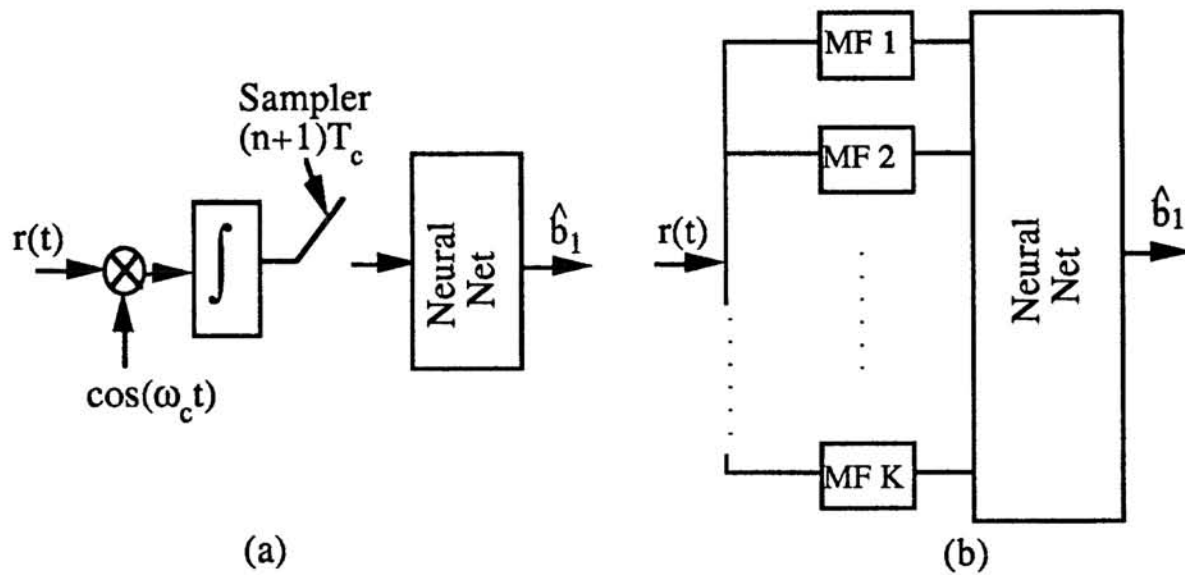 Sampler
(n+1)T_c
r(t)
∫
Neural
Net
b̂_1
cos(ω_c t)
(a)
MF 1
MF 2
r(t)
MF K
Neural
Net
b̂_1
(b)